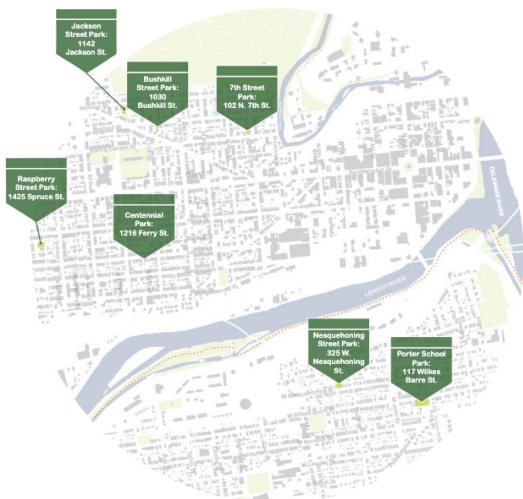 Jackson
Street Park:
1142
Jackson St.
Bushkill
Street Park:
1030
Bushkill St.
7th Street
Park:
102 N. 7th St.
Raspberry
Street Park:
1425 Spruce St.
Centennial
Park:
1216 Ferry St.
DELAWARE RIVER
LEHIGH RIVER
Nesquehoning
Street Park:
325 W.
Nesquehoning
St.
Porter School
Park:
117 Wilkes
Barre St.